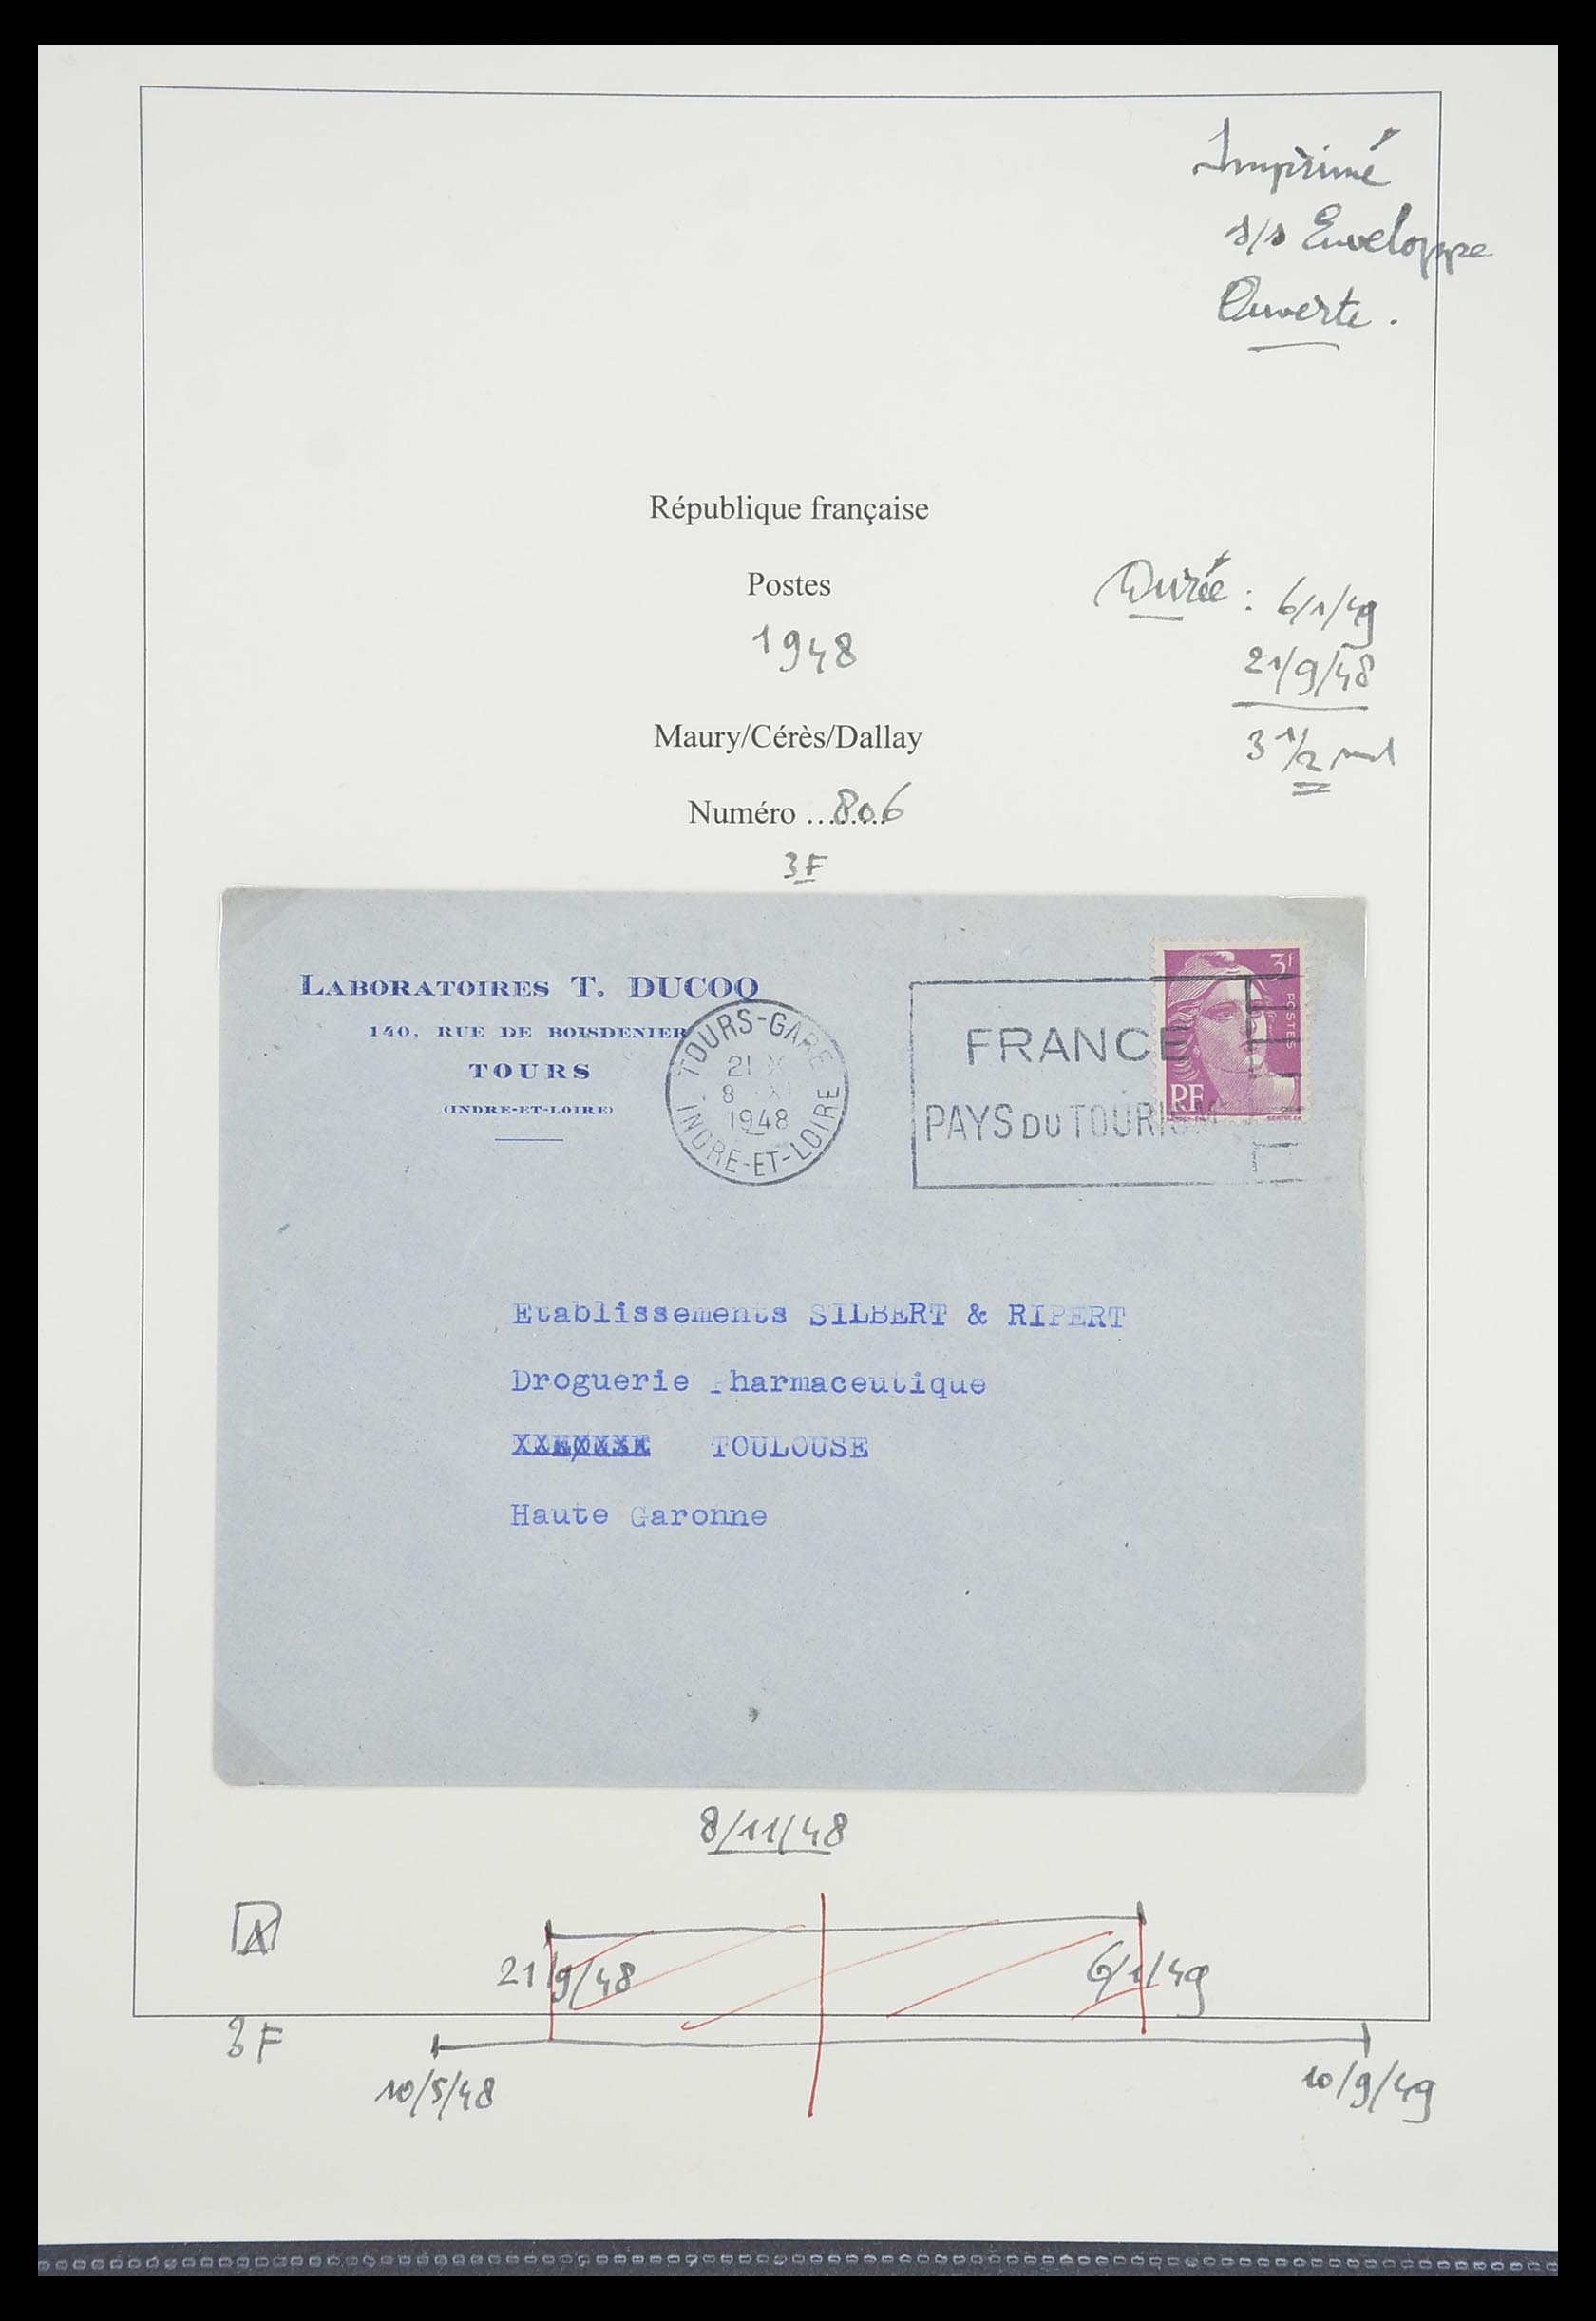 Imprimé
s/s Enveloppe
Ouverte.
République française
Postes
1948
Durée : 6/1/49
21/9/48
3 1/2
Maury/Cérès/Dallay
Numéro ........ 806
3F
LABORATOIRES T. DUCOQ
140, RUE DE BOISDENIER
TOURS
(INDRE-ET-LOIRE)
TOURS-GARE
21
8 XI
1948
INDRE-ET-LOIRE
FRANCE
PAYS DU TOURISM
3f
POSTES
RF
Etablissements SILBERT & RIPERT
Droguerie Pharmaceutique
TOULOUSE
Haute Garonne
8/11/48
21/9/48
6/1/49
3F
10/5/48
10/9/49